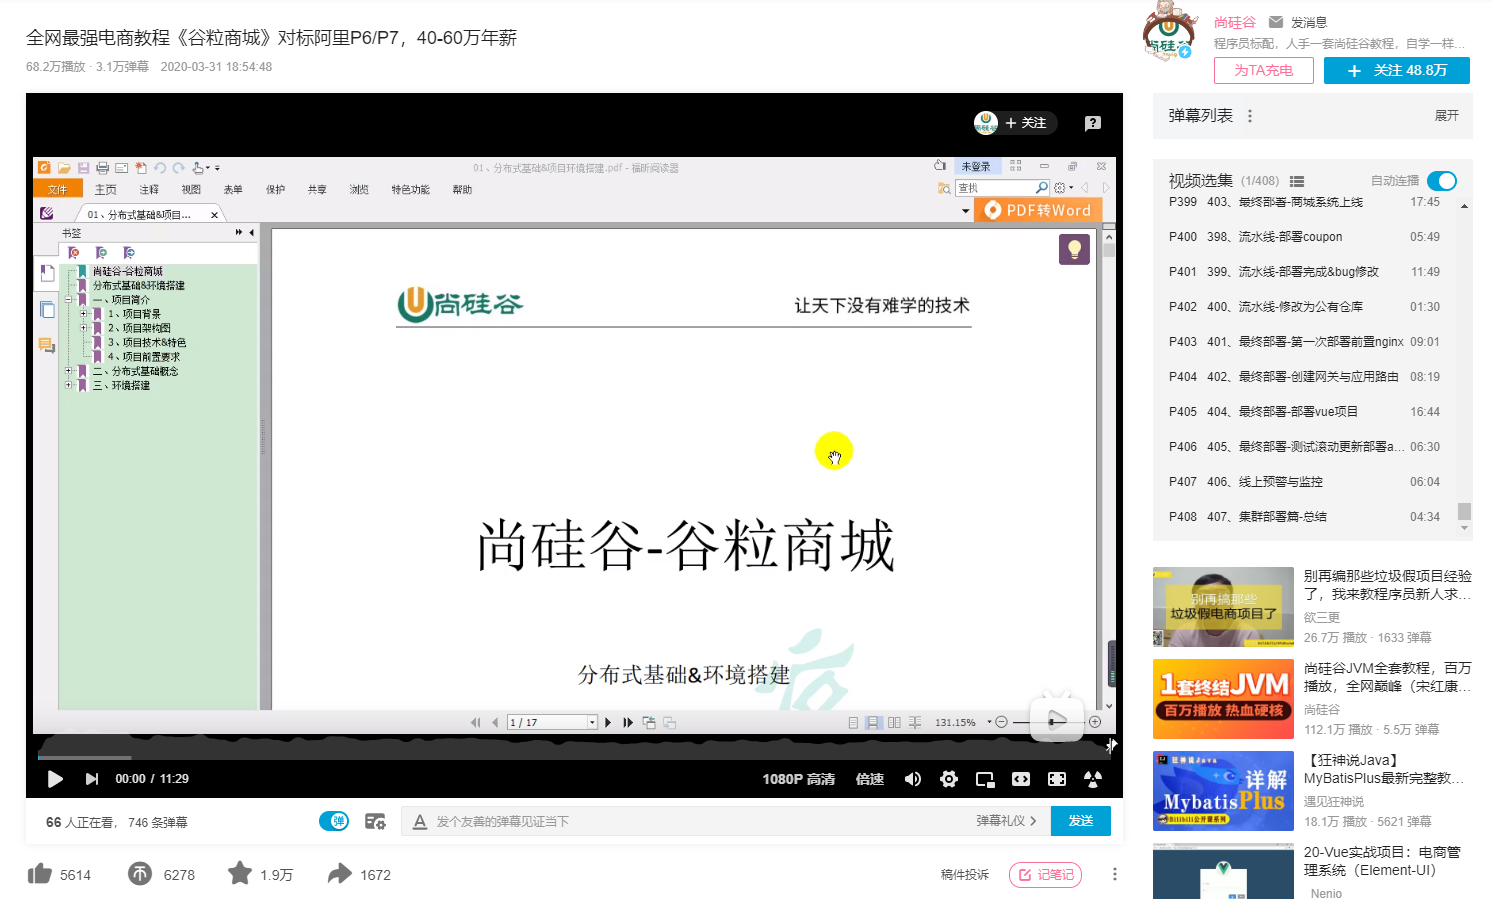 全网最强电商教程《谷粒商城》对标阿里P6/P7，40-60万年薪
68.2万播放 · 3.1万弹幕 2020-03-31 18:54:48
尚硅谷 发消息
程序员标配，人手一套尚硅谷教程，自学一样…
为TA充电 + 关注 48.8万
+ 关注
01、分布式基础&项目环境搭建.pdf - 福昕阅读器
未登录
文件 主页 注释 视图 表单 保护 共享 浏览 特色功能 帮助
查找
01、分布式基础&项目...
PDF转Word
书签
尚硅谷-谷粒商城
分布式基础&环境搭建
一、项目简介
1、项目背景
2、项目架构图
3、项目技术&特色
4、项目前置要求
二、分布式基础概念
三、环境搭建
尚硅谷
让天下没有难学的技术
尚硅谷-谷粒商城
分布式基础&环境搭建
1 / 17
131.15%
00:00 / 11:29
1080P 高清 倍速
66 人正在看， 746 条弹幕
弹
发个友善的弹幕见证当下
弹幕礼仪 >
发送
5614 6278 1.9万 1672
稿件投诉 记笔记
弹幕列表 展开
视频选集 (1/408) 自动连播
P399 403、最终部署-商城系统上线 17:45
P400 398、流水线-部署coupon 05:49
P401 399、流水线-部署完成&bug修改 11:49
P402 400、流水线-修改为公有仓库 01:30
P403 401、最终部署-第一次部署前置nginx 09:01
P404 402、最终部署-创建网关与应用路由 08:19
P405 404、最终部署-部署vue项目 16:44
P406 405、最终部署-测试滚动更新部署a... 06:30
P407 406、线上预警与监控 06:04
P408 407、集群部署篇-总结 04:34
别再搞那些
垃圾假电商项目了
别再编那些垃圾假项目经验
了，我来教程序员新人求…
欲三更
26.7万 播放 · 1633 弹幕
1套终结JVM
百万播放 热血硬核
尚硅谷JVM全套教程，百万
播放，全网巅峰（宋红康…
尚硅谷
112.1万 播放 · 5.5万 弹幕
狂神说Java
详解
MybatisPlus
Bilibili公开课系列
【狂神说Java】
MyBatisPlus最新完整教…
遇见狂神说
18.1万 播放 · 5621 弹幕
20-Vue实战项目：电商管
理系统（Element-UI）
Nenio